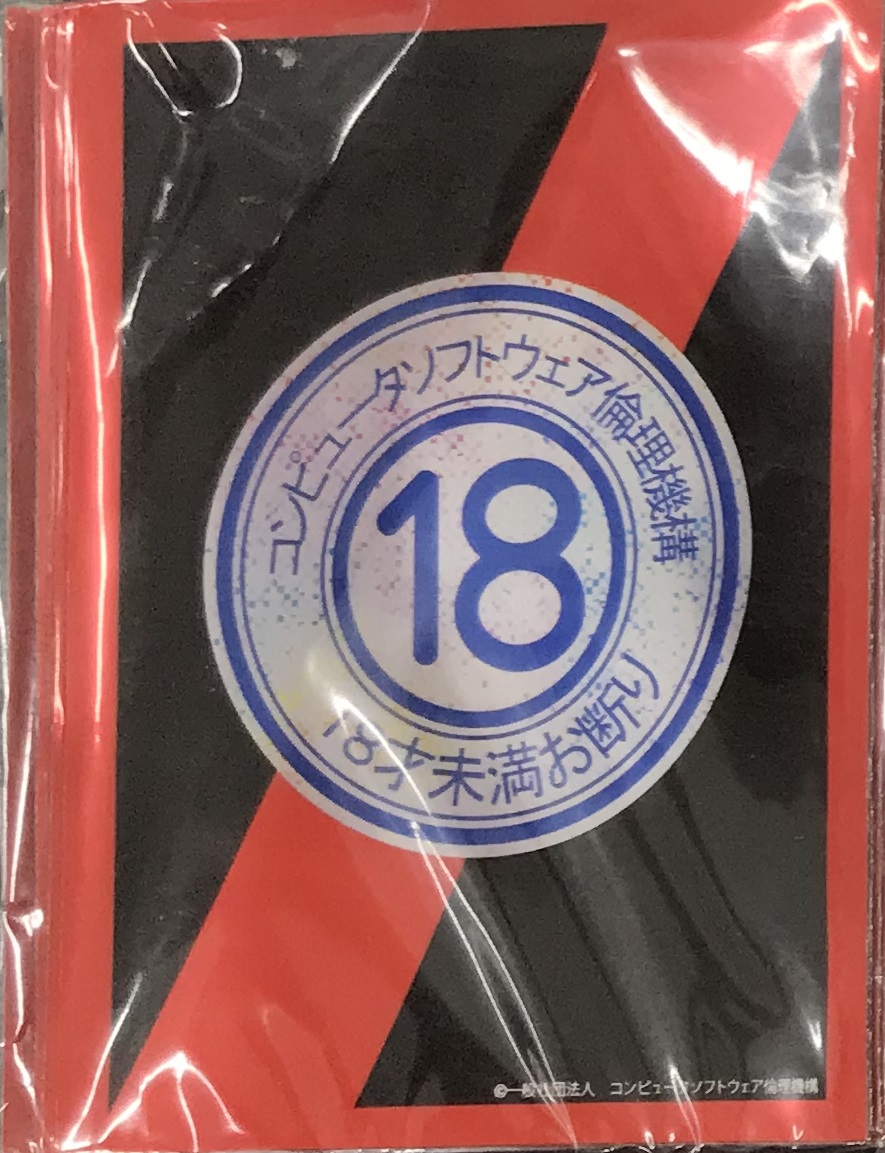 コンピュータソフトウェア倫理機構
18
18才未満お断り
©一般社団法人 コンピュータソフトウェア倫理機構